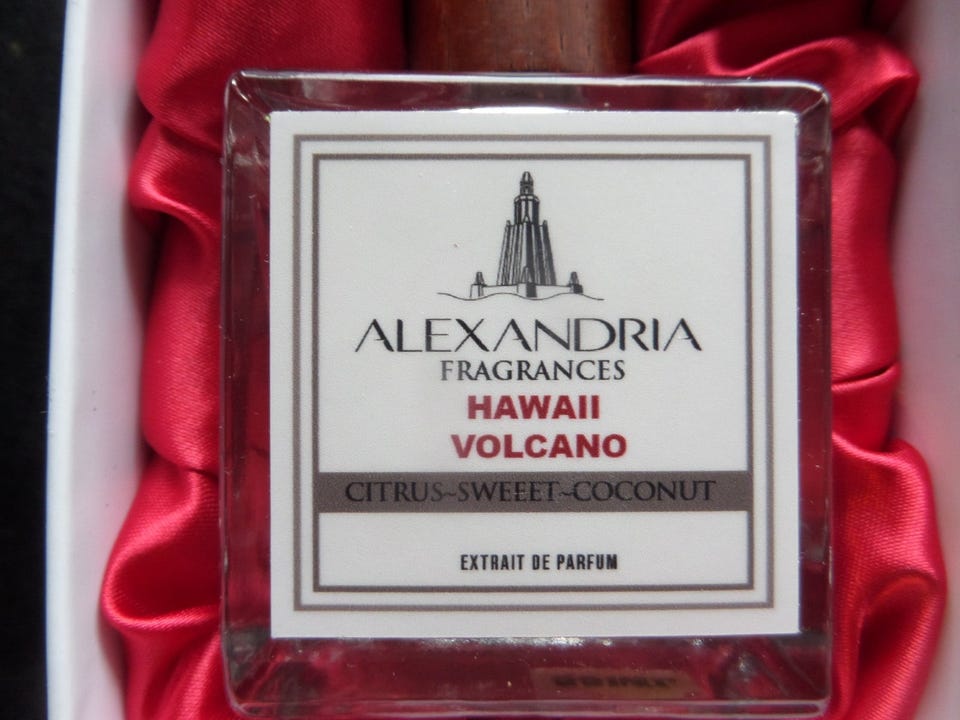 ALEXANDRIA
FRAGRANCES
HAWAII
VOLCANO
CITRUS~SWEEET~COCONUT
EXTRAIT DE PARFUM